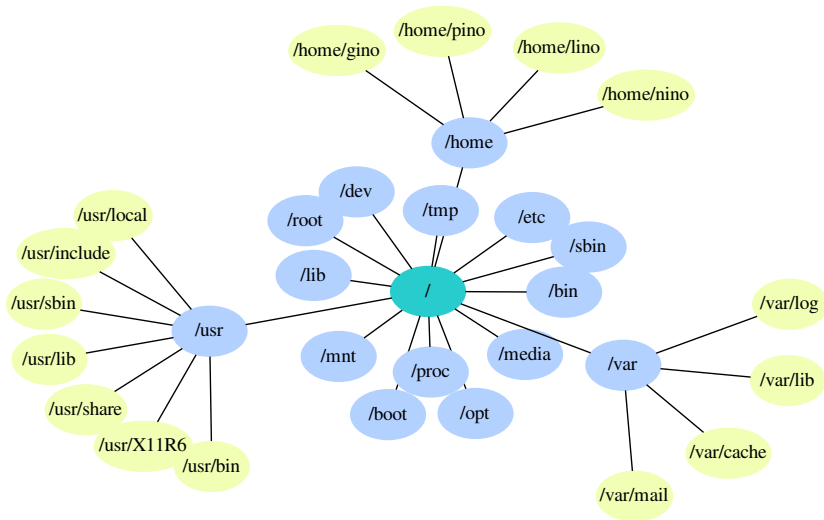 /home/pino
/home/gino
/home/lino
/home/nino
/home
/dev
/tmp
/usr/local
/root
/etc
/usr/include
/sbin
/lib
/
/bin
/usr/sbin
/var/log
/usr
/usr/lib
/mnt
/media
/var
/proc
/var/lib
/usr/share
/boot
/opt
/usr/X11R6
/var/cache
/usr/bin
/var/mail